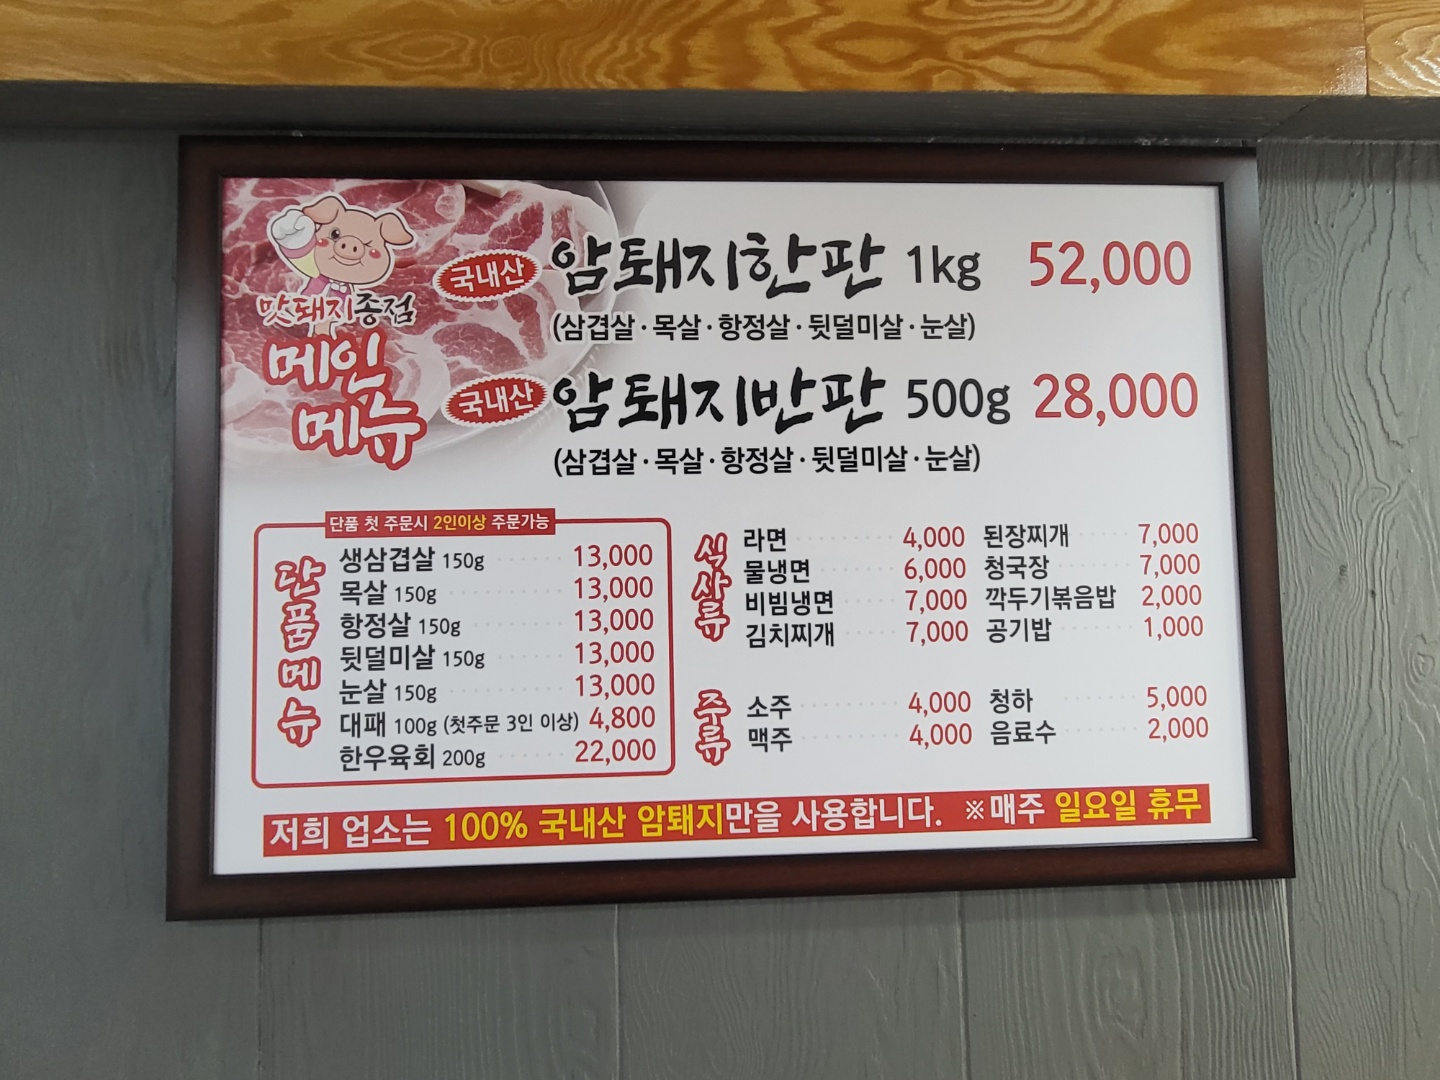 맛돼지종점
메인
메뉴
국내산 암퇘지한판 1kg 52,000
(삼겹살·목살·항정살·뒷덜미살·눈살)
국내산 암퇘지반판 500g 28,000
(삼겹살·목살·항정살·뒷덜미살·눈살)
단품 첫 주문시 2인이상 주문가능
단품메뉴
생삼겹살 150g 13,000
목살 150g 13,000
항정살 150g 13,000
뒷덜미살 150g 13,000
눈살 150g 13,000
대패 100g (첫주문 3인 이상) 4,800
한우육회 200g 22,000
식사류
라면 4,000 된장찌개 7,000
물냉면 6,000 청국장 7,000
비빔냉면 7,000 깍두기볶음밥 2,000
김치찌개 7,000 공기밥 1,000
주류
소주 4,000 청하 5,000
맥주 4,000 음료수 2,000
저희 업소는 100% 국내산 암퇘지만을 사용합니다. ※매주 일요일 휴무